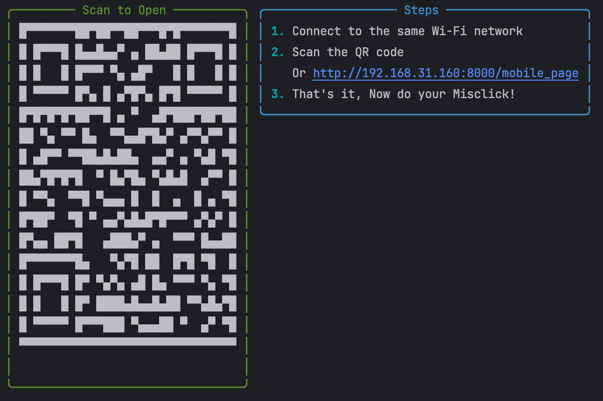 Scan to Open
Steps
1. Connect to the same Wi-Fi network
2. Scan the QR code
Or http://192.168.31.160:8000/mobile_page
3. That's it, Now do your Misclick!